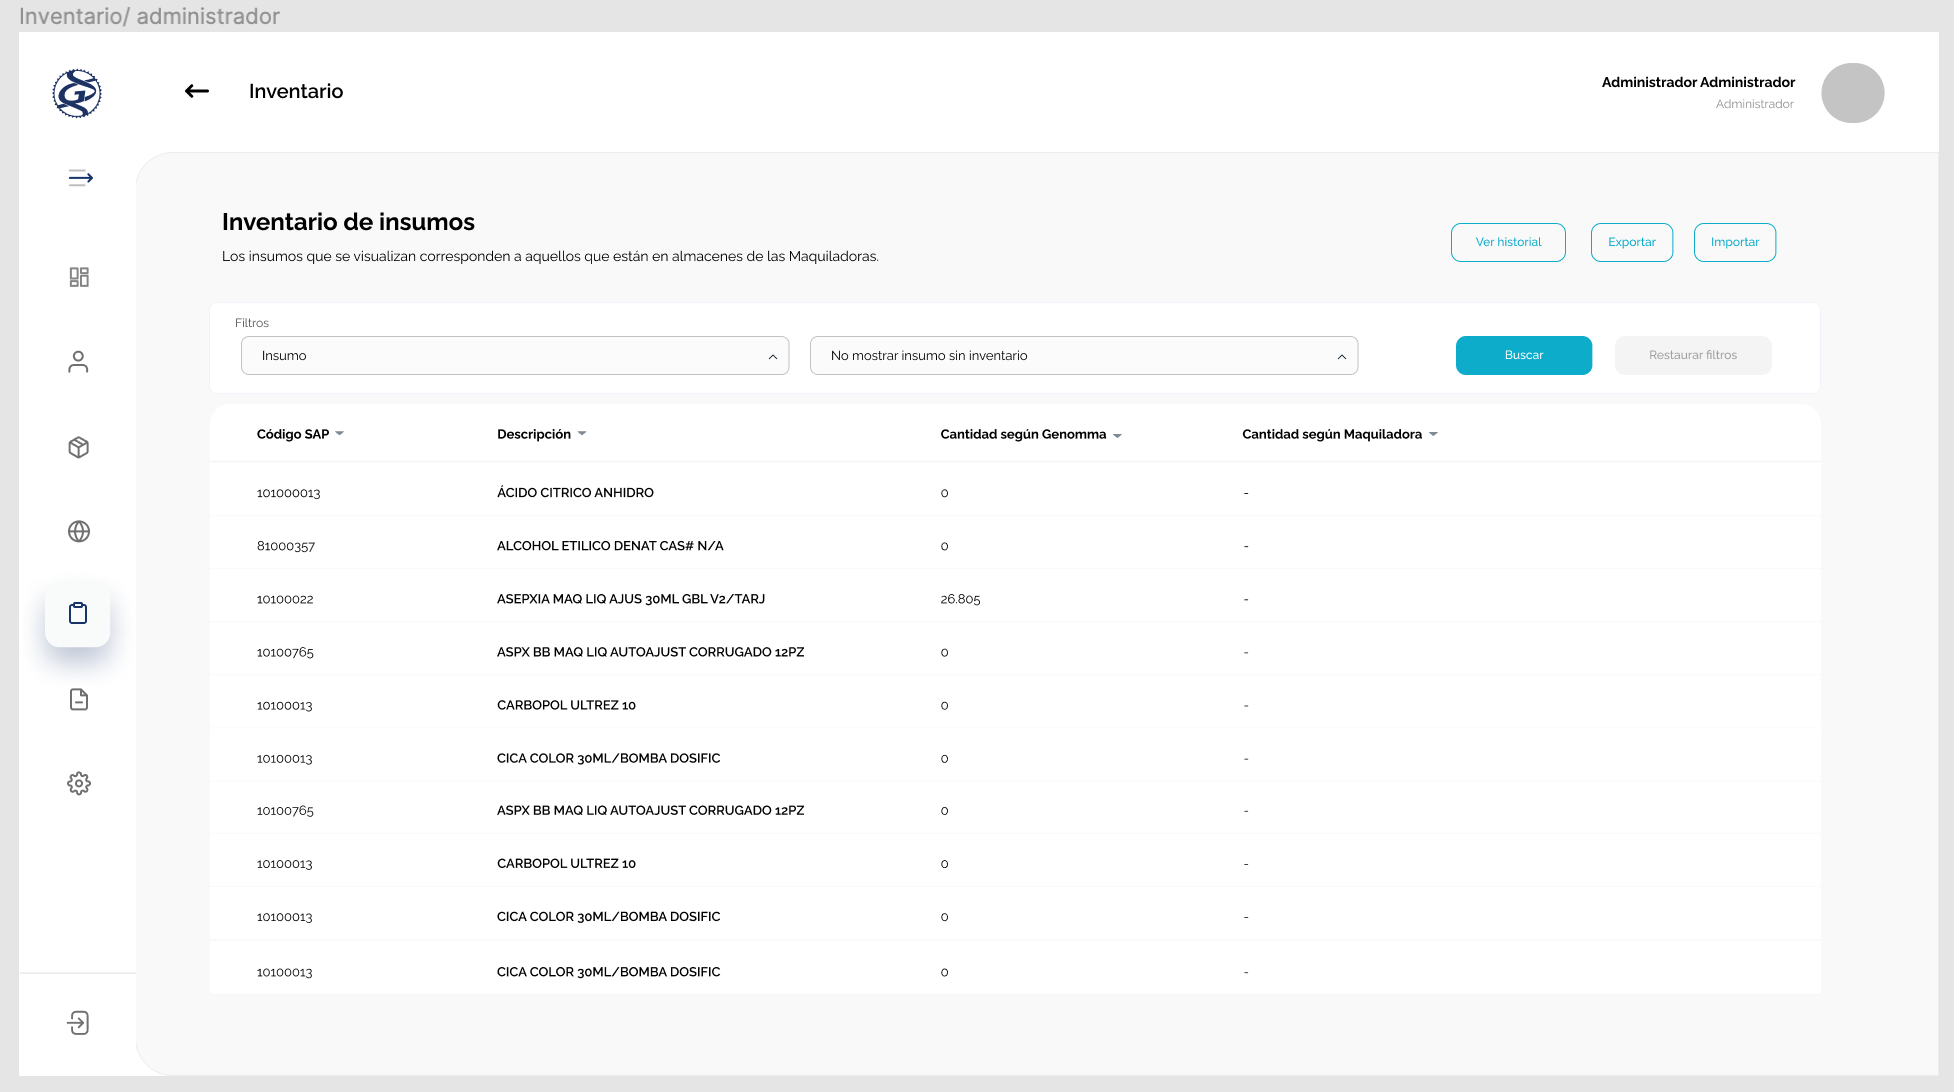 Inventario/ administrador
Inventario
Administrador Administrador
Administrador
Inventario de insumos
Los insumos que se visualizan corresponden a aquellos que están en almacenes de las Maquiladoras.
Ver historial
Exportar
Importar
Filtros
Insumo
No mostrar insumo sin inventario
Buscar
Restaurar filtros
Código SAP Descripción Cantidad según Genomma Cantidad según Maquiladora
101000013 ÁCIDO CITRICO ANHIDRO 0 -
81000357 ALCOHOL ETILICO DENAT CAS# N/A 0 -
10100022 ASEPXIA MAQ LIQ AJUS 30ML GBL V2/TARJ 26.805 -
10100765 ASPX BB MAQ LIQ AUTOAJUST CORRUGADO 12PZ 0 -
10100013 CARBOPOL ULTREZ 10 0 -
10100013 CICA COLOR 30ML/BOMBA DOSIFIC 0 -
10100765 ASPX BB MAQ LIQ AUTOAJUST CORRUGADO 12PZ 0 -
10100013 CARBOPOL ULTREZ 10 0 -
10100013 CICA COLOR 30ML/BOMBA DOSIFIC 0 -
10100013 CICA COLOR 30ML/BOMBA DOSIFIC 0 -